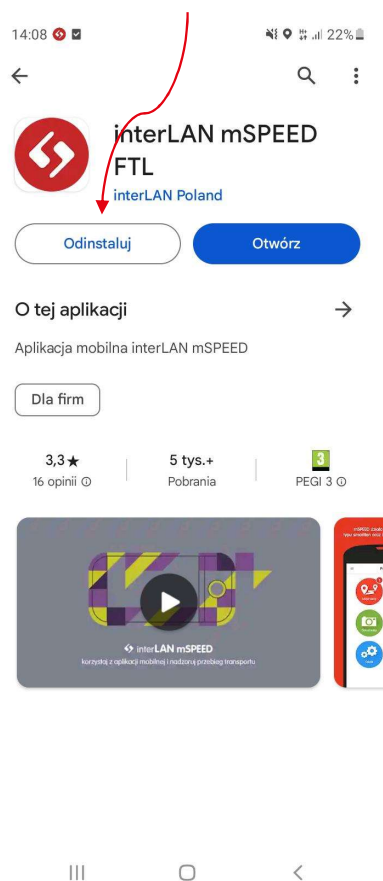 14:08 22%
interLAN mSPEED
FTL
interLAN Poland
Odinstaluj Otwórz
O tej aplikacji
Aplikacja mobilna interLAN mSPEED
Dla firm
3,3★ 5 tys.+ 3
16 opinii Pobrania PEGI 3
interLAN mSPEED
korzystaj z aplikacji mobilnej i nadzoruj przebieg transportu